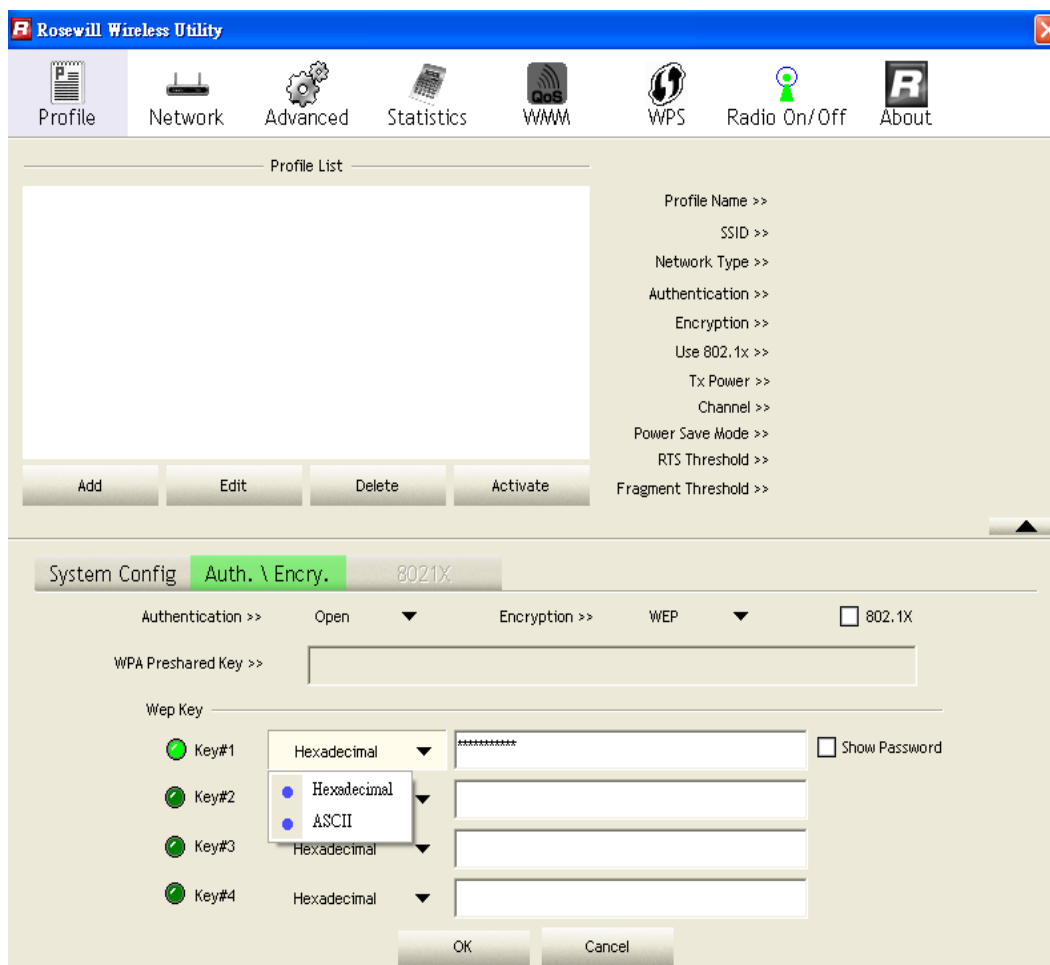 R Rosewill Wireless Utility
P
QoS
R
Profile Network Advanced Statistics WMM WPS Radio On/Off About
Profile List
Profile Name >>
SSID >>
Network Type >>
Authentication >>
Encryption >>
Use 802.1x >>
Tx Power >>
Channel >>
Power Save Mode >>
RTS Threshold >>
Fragment Threshold >>
Add Edit Delete Activate
System Config Auth. \ Encry. 8021X
Authentication >> Open Encryption >> WEP 802.1X
WPA Preshared Key >>
Wep Key
Key#1 Hexadecimal *********** Show Password
Hexadecimal
ASCII
Key#2
Key#3 Hexadecimal
Key#4 Hexadecimal
OK Cancel